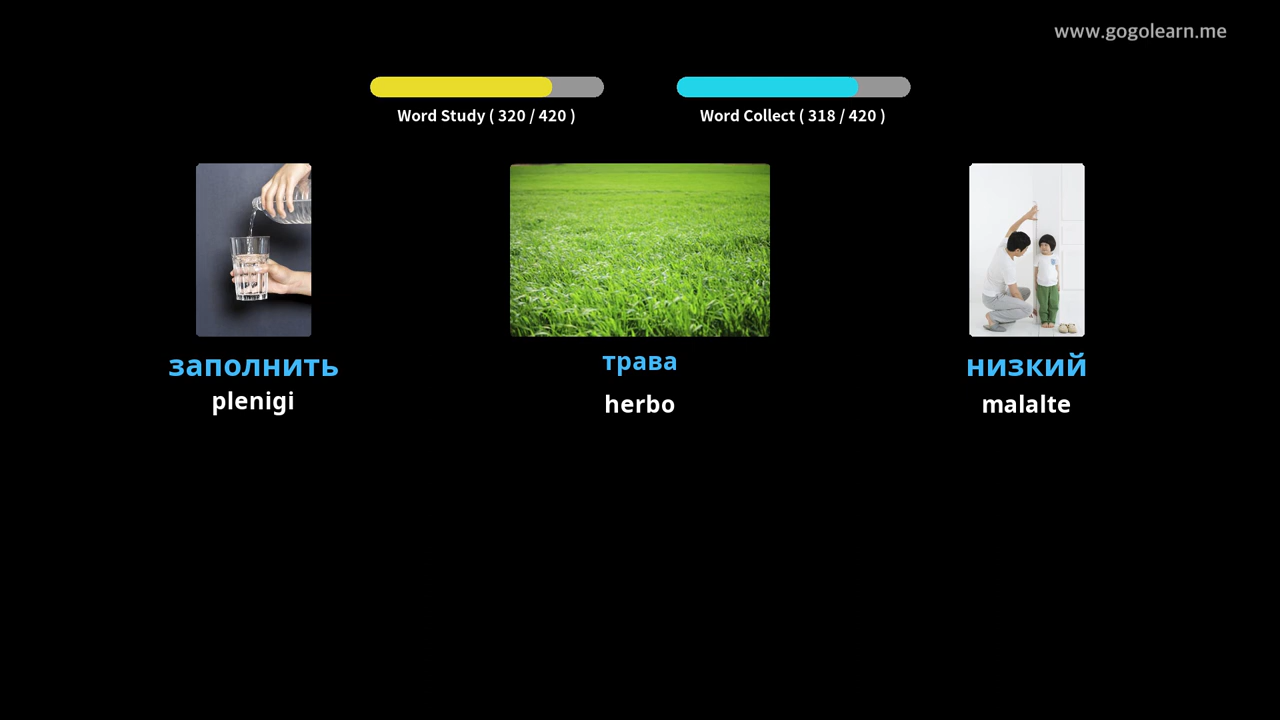 www.gogolearn.me
Word Study ( 320 / 420 )
Word Collect ( 318 / 420 )
заполнить
plenigi
трава
herbo
низкий
malalte